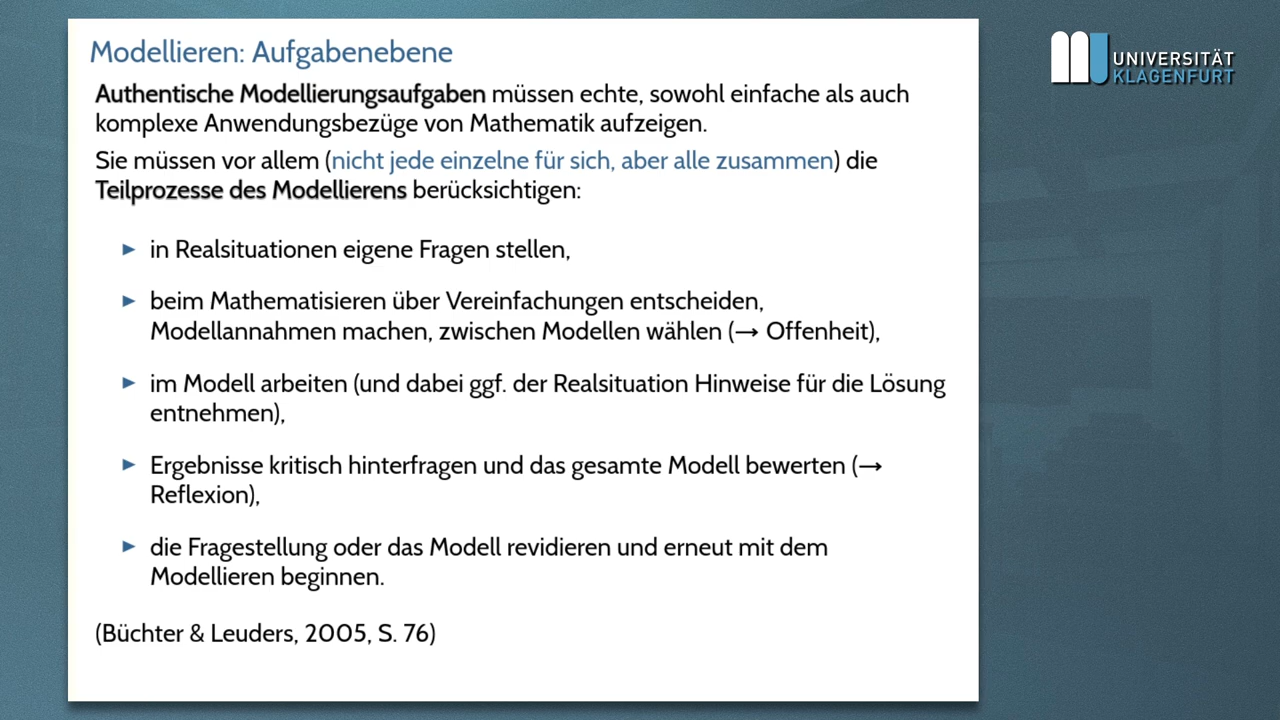 Modellieren: Aufgabenebene
Authentische Modellierungsaufgaben müssen echte, sowohl einfache als auch
komplexe Anwendungsbezüge von Mathematik aufzeigen.
Sie müssen vor allem (nicht jede einzelne für sich, aber alle zusammen) die
Teilprozesse des Modellierens berücksichtigen:
► in Realsituationen eigene Fragen stellen,
► beim Mathematisieren über Vereinfachungen entscheiden,
Modellannahmen machen, zwischen Modellen wählen (→ Offenheit),
► im Modell arbeiten (und dabei ggf. der Realsituation Hinweise für die Lösung
entnehmen),
► Ergebnisse kritisch hinterfragen und das gesamte Modell bewerten (→
Reflexion),
► die Fragestellung oder das Modell revidieren und erneut mit dem
Modellieren beginnen.
(Büchter & Leuders, 2005, S. 76)
UNIVERSITÄT
KLAGENFURT